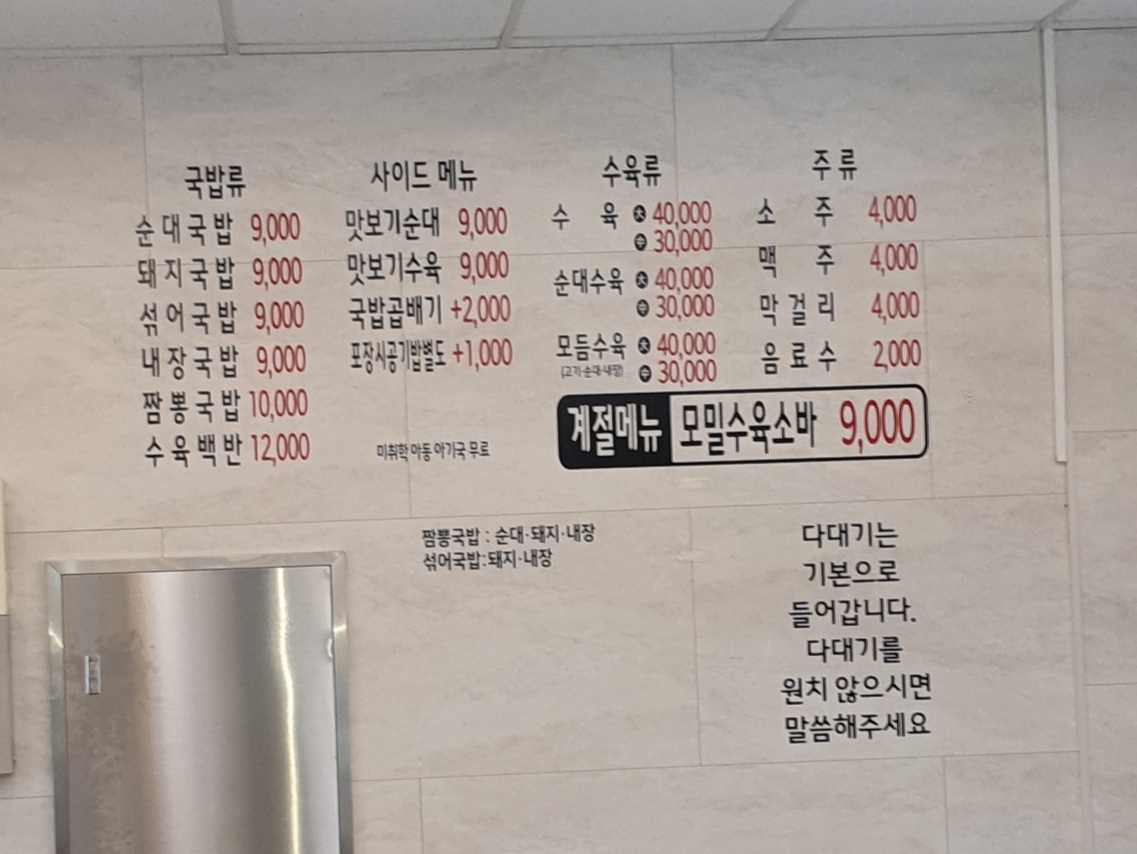 국밥류
순대국밥 9,000
돼지국밥 9,000
섞어국밥 9,000
내장국밥 9,000
짬뽕국밥 10,000
수육백반 12,000
사이드 메뉴
맛보기순대 9,000
맛보기수육 9,000
국밥곱배기 +2,000
포장시공기밥별도 +1,000
미취학 아동 아기국 무료
수육류
수 육 大 40,000
中 30,000
순대수육 大 40,000
中 30,000
모듬수육 大 40,000
(고기·순대·내장) 中 30,000
주류
소 주 4,000
맥 주 4,000
막걸리 4,000
음료수 2,000
계절메뉴 모밀수육소바 9,000
짬뽕국밥 : 순대·돼지·내장
섞어국밥:돼지·내장
다대기는
기본으로
들어갑니다.
다대기를
원치 않으시면
말씀해주세요